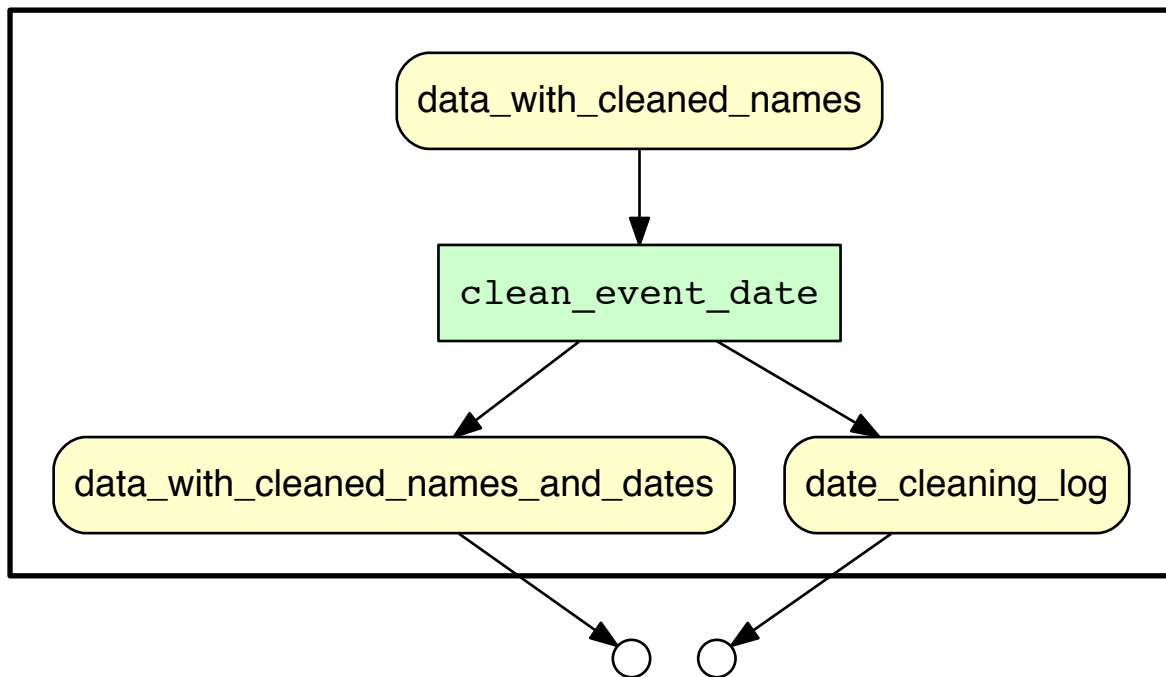 data_with_cleaned_names
clean_event_date
data_with_cleaned_names_and_dates
date_cleaning_log